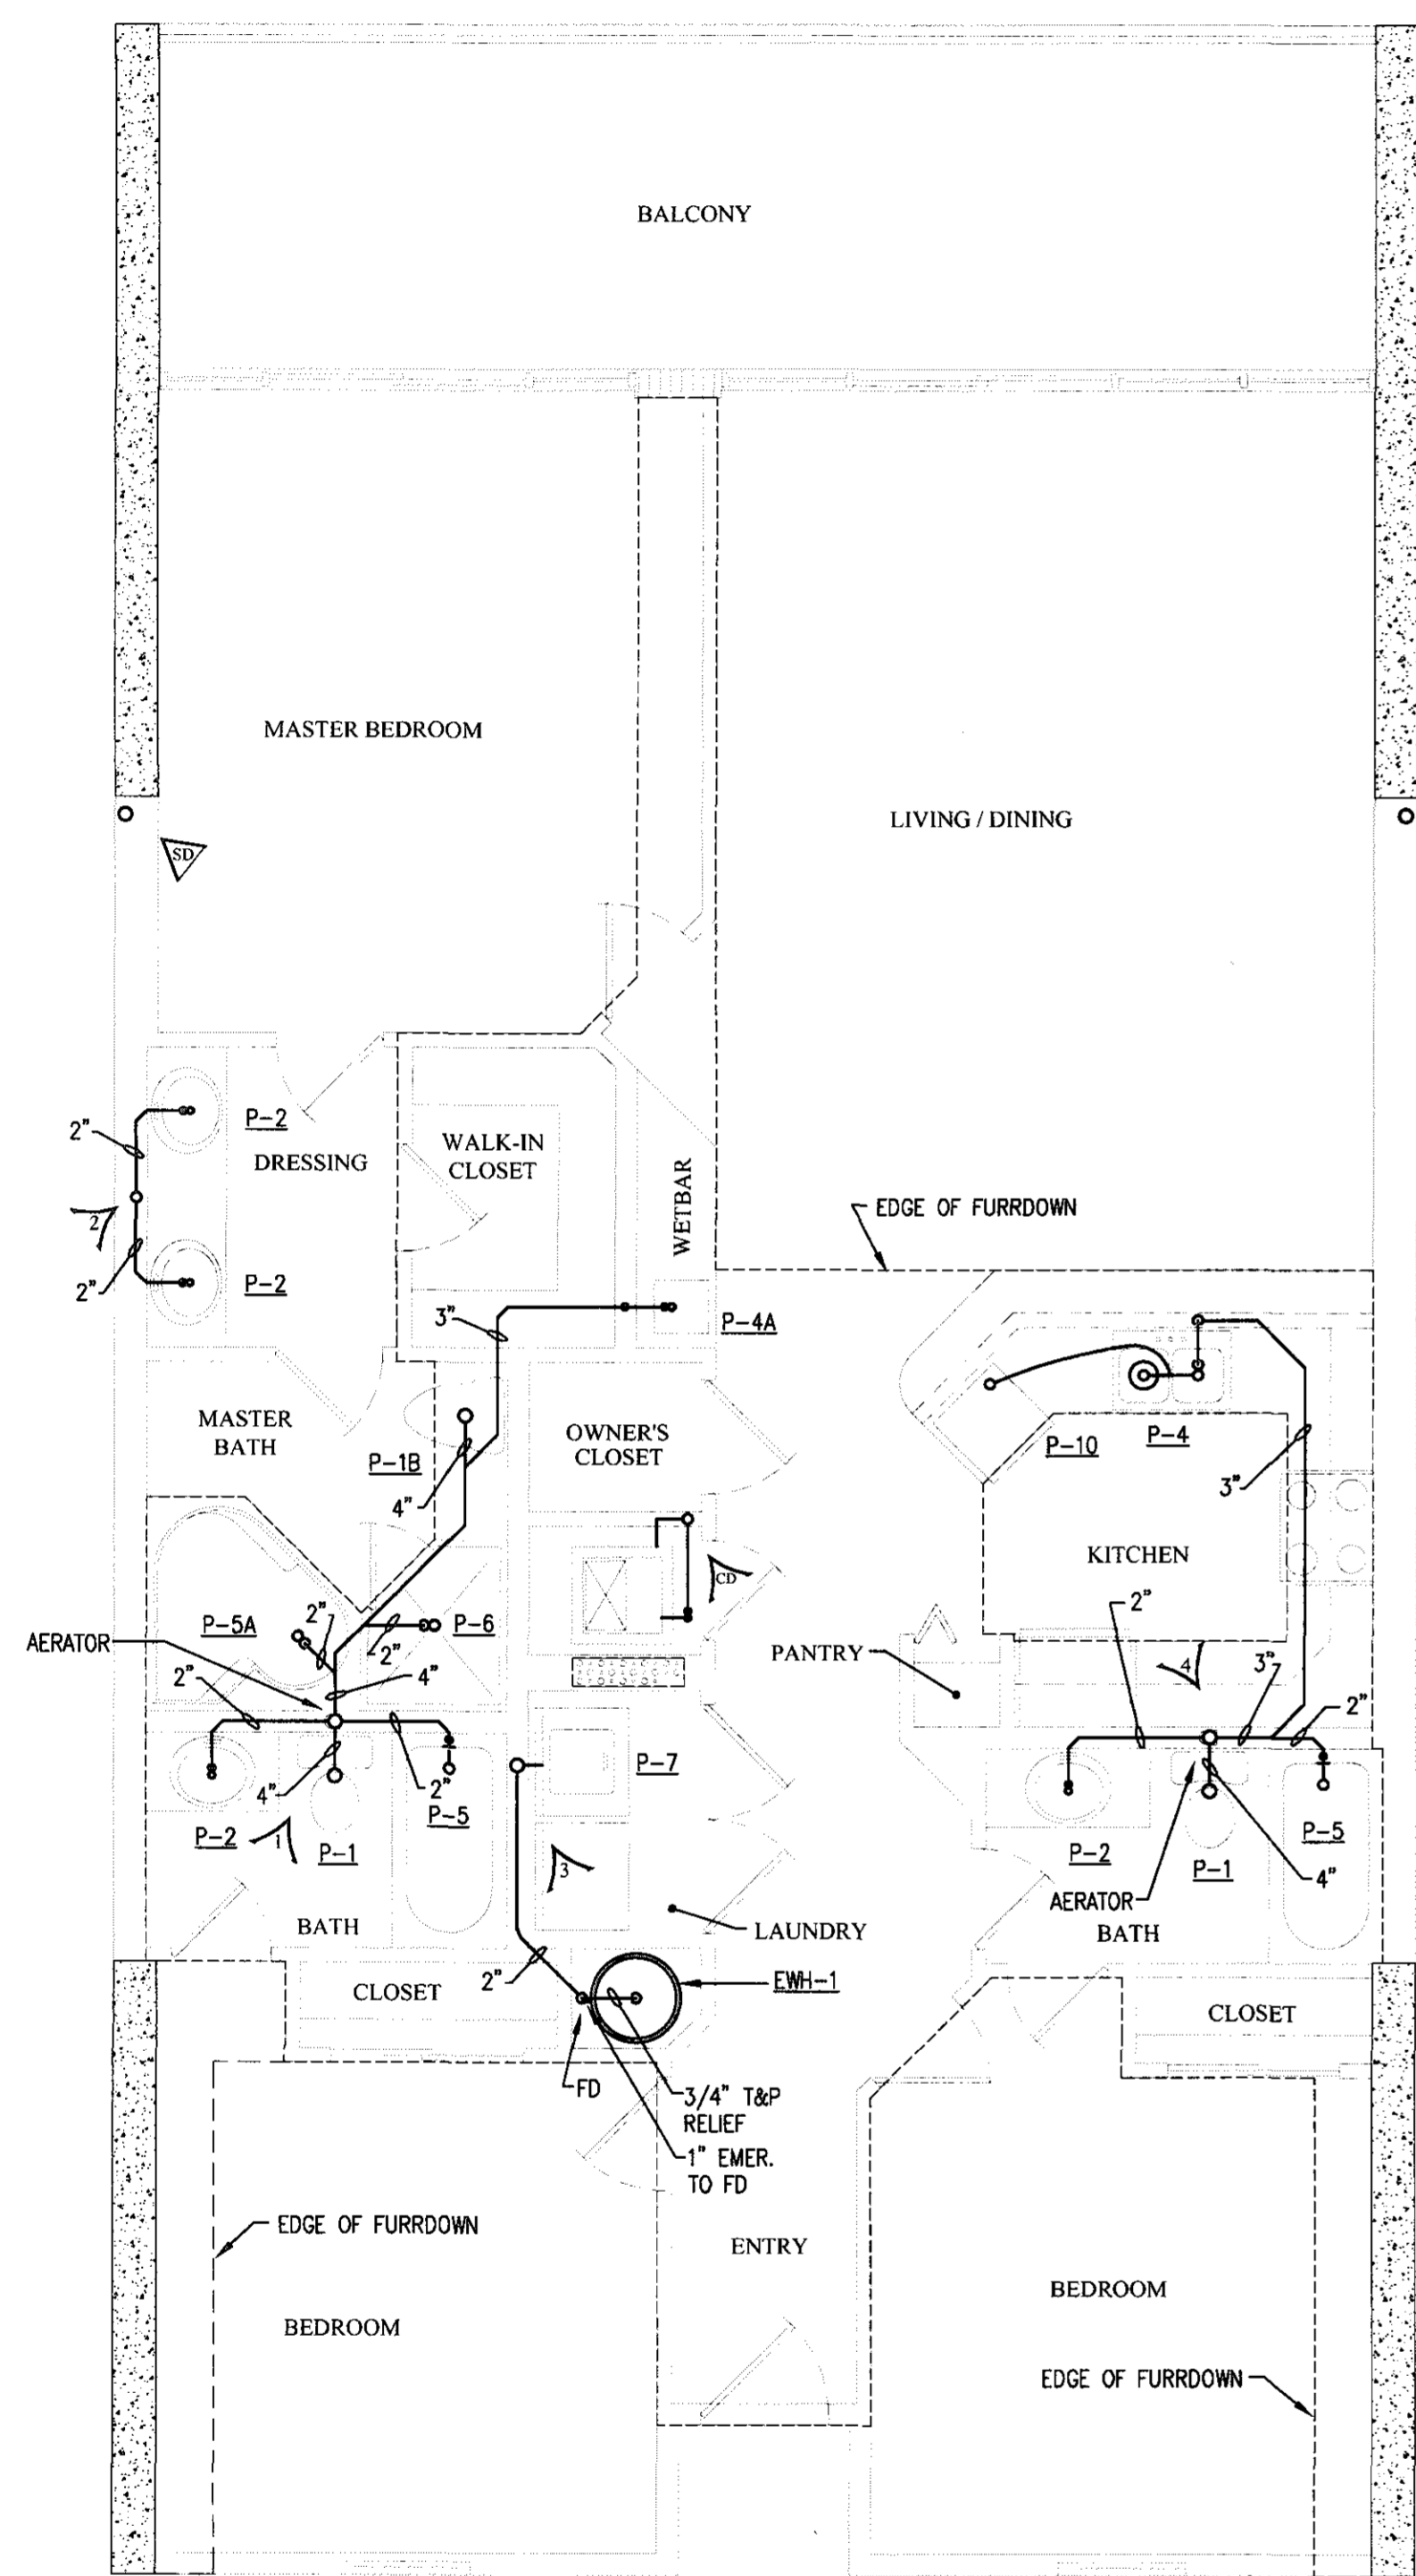 BALCONY
MASTER BEDROOM
LIVING / DINING
SD
2"
P-2
DRESSING
WALK-IN
CLOSET
WETBAR
2
2"
P-2
EDGE OF FURRDOWN
3"
P-4A
MASTER
BATH
P-1B
4"
OWNER'S
CLOSET
P-10
P-4
3"
KITCHEN
CD
2"
P-5A
2"
P-6
AERATOR
2"
2"
4"
PANTRY
4
3"
2"
4"
2"
P-7
P-5
P-2
1
P-1
3
P-2
P-1
P-5
4"
AERATOR
BATH
LAUNDRY
BATH
2"
CLOSET
EWH-1
CLOSET
FD
3/4" T&P
RELIEF
1" EMER.
TO FD
EDGE OF FURRDOWN
ENTRY
BEDROOM
BEDROOM
EDGE OF FURRDOWN